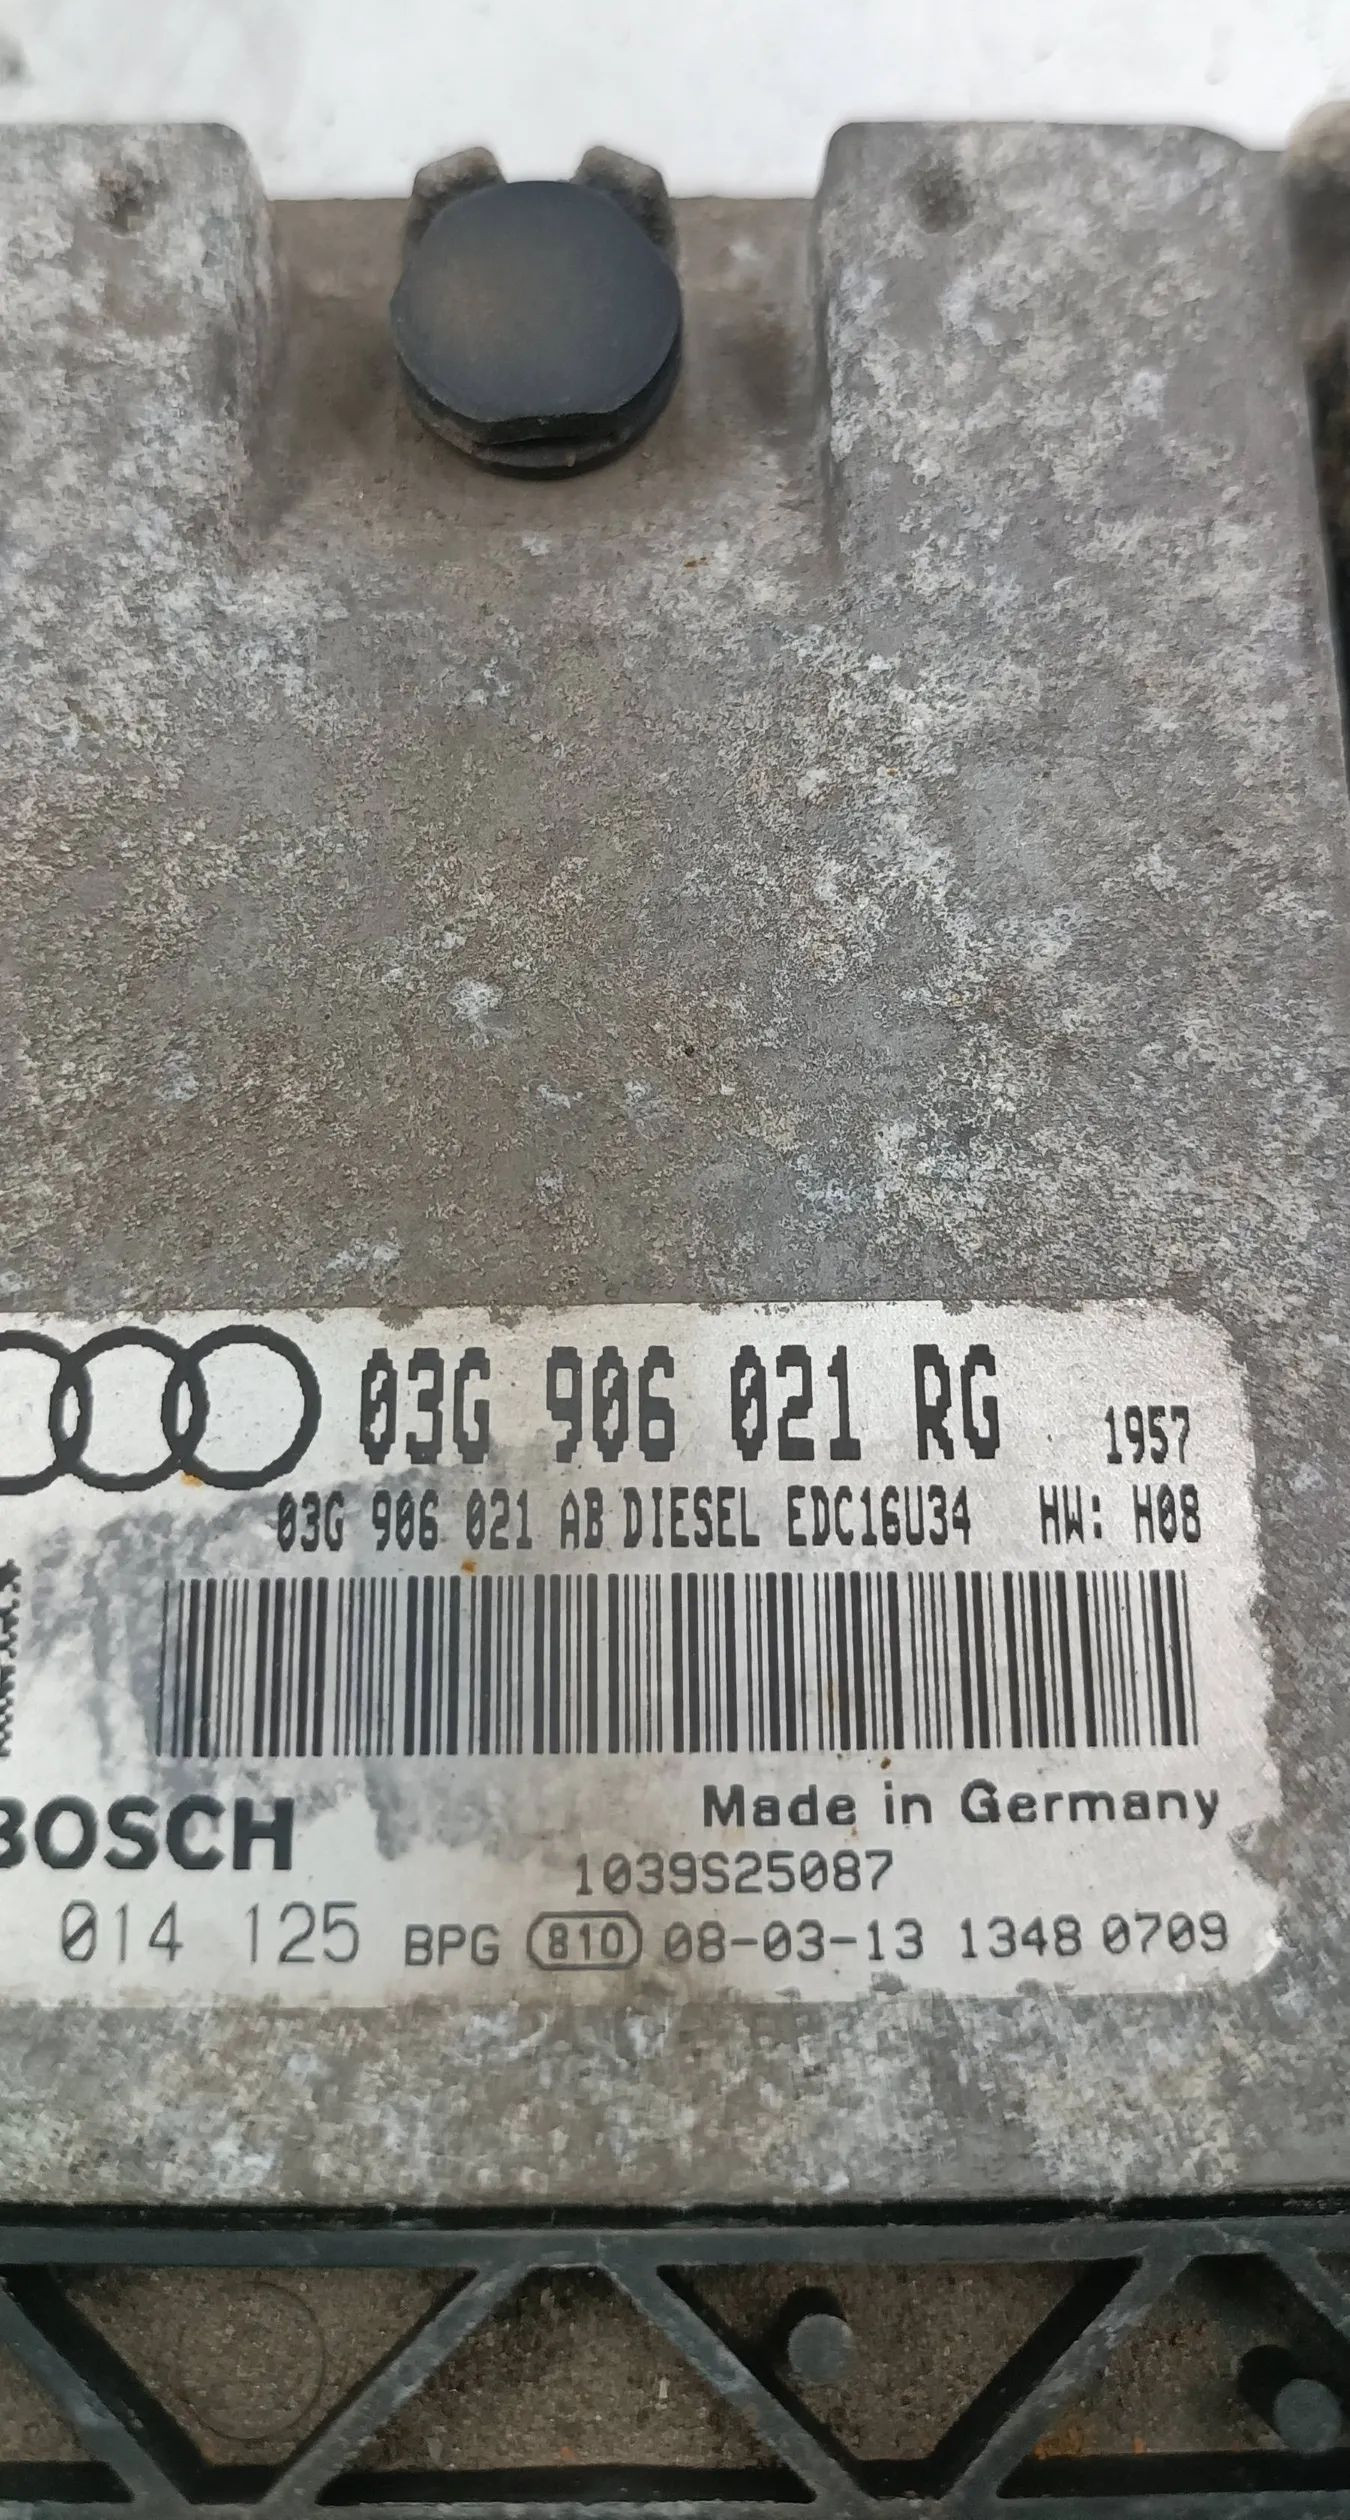 03G 906 021 RG 1957
03G 906 021 AB DIESEL EDC16U34 HW: H08
BOSCH
Made in Germany
1039S25087
014 125 BPG 810 08-03-13 1348 0709